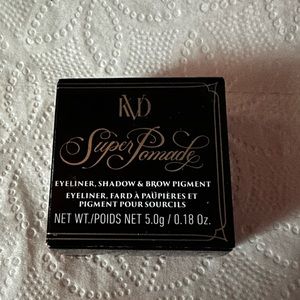 KVD
Super Pomade
EYELINER, SHADOW & BROW PIGMENT
EYELINER, FARD À PAUPIÈRES ET
PIGMENT POUR SOURCILS
NET WT./POIDS NET 5.0g / 0.18 Oz.